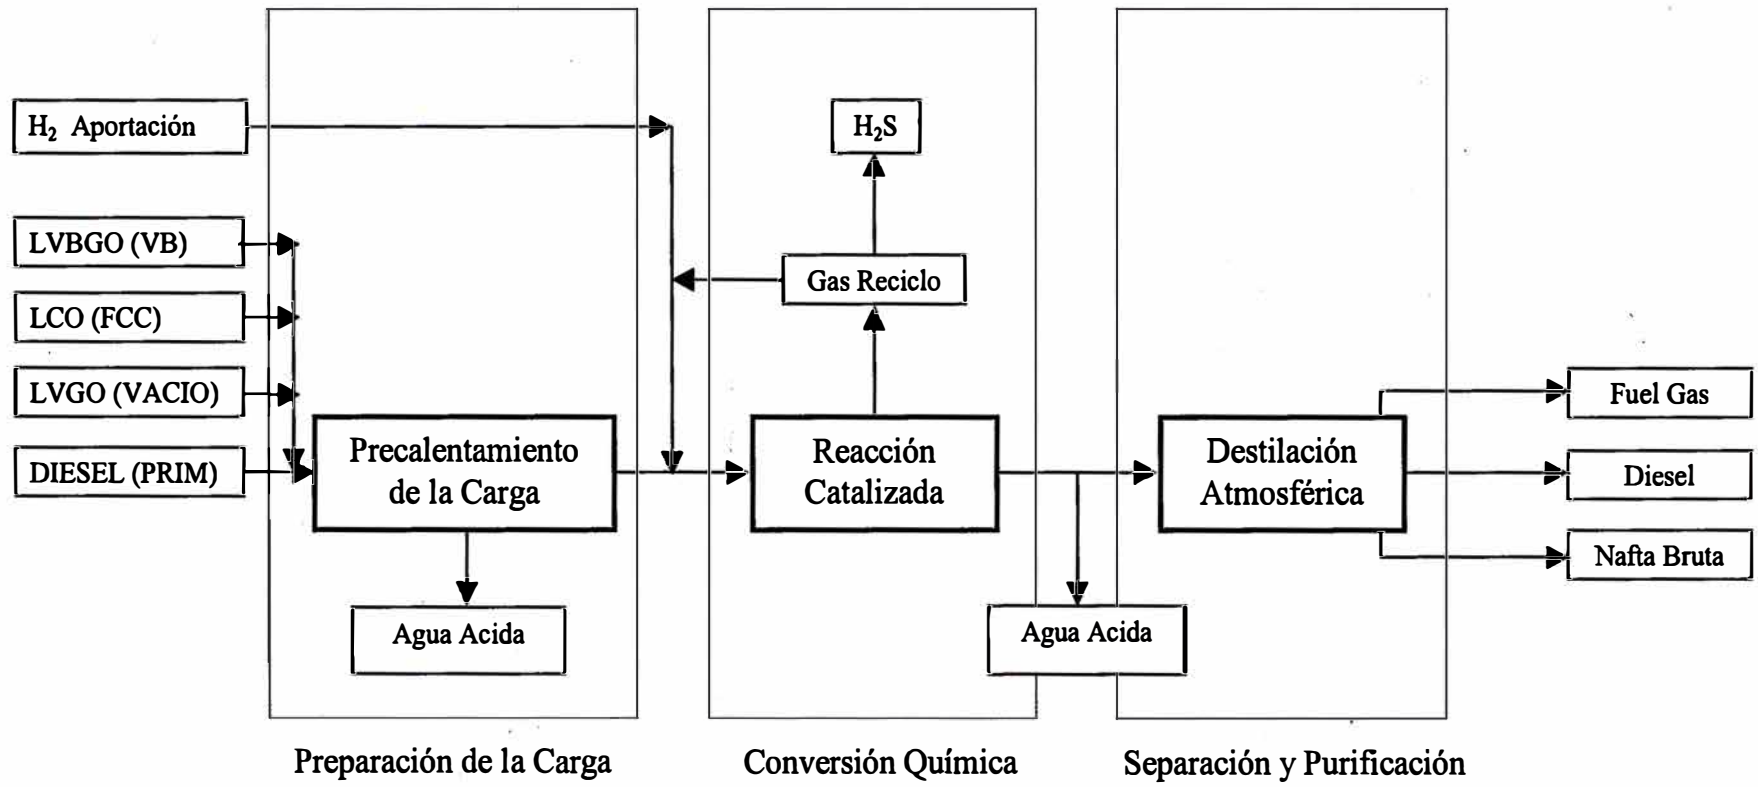 H₂ Aportación
H₂S
LVBGO (VB)
Gas Reciclo
LCO (FCC)
LVGO (VACIO)
Fuel Gas
DIESEL (PRIM)
Precalentamiento
de la Carga
Reacción
Catalizada
Destilación
Atmosférica
Diesel
Nafta Bruta
Agua Acida
Agua Acida
Preparación de la Carga
Conversión Química
Separación y Purificación